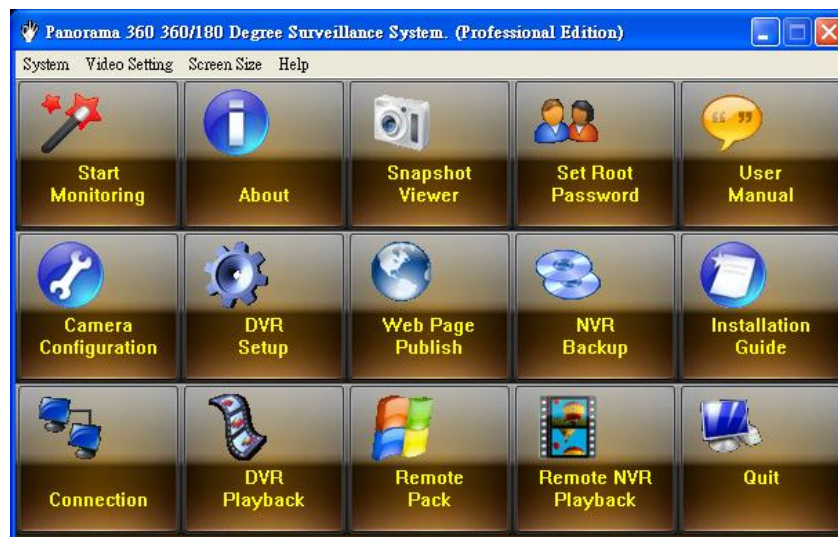 Panorama 360 360/180 Degree Surveillance System. (Professional Edition)
System Video Setting Screen Size Help
Start
Monitoring
About
Snapshot
Viewer
Set Root
Password
User
Manual
Camera
Configuration
DVR
Setup
Web Page
Publish
NVR
Backup
Installation
Guide
Connection
DVR
Playback
Remote
Pack
Remote NVR
Playback
Quit